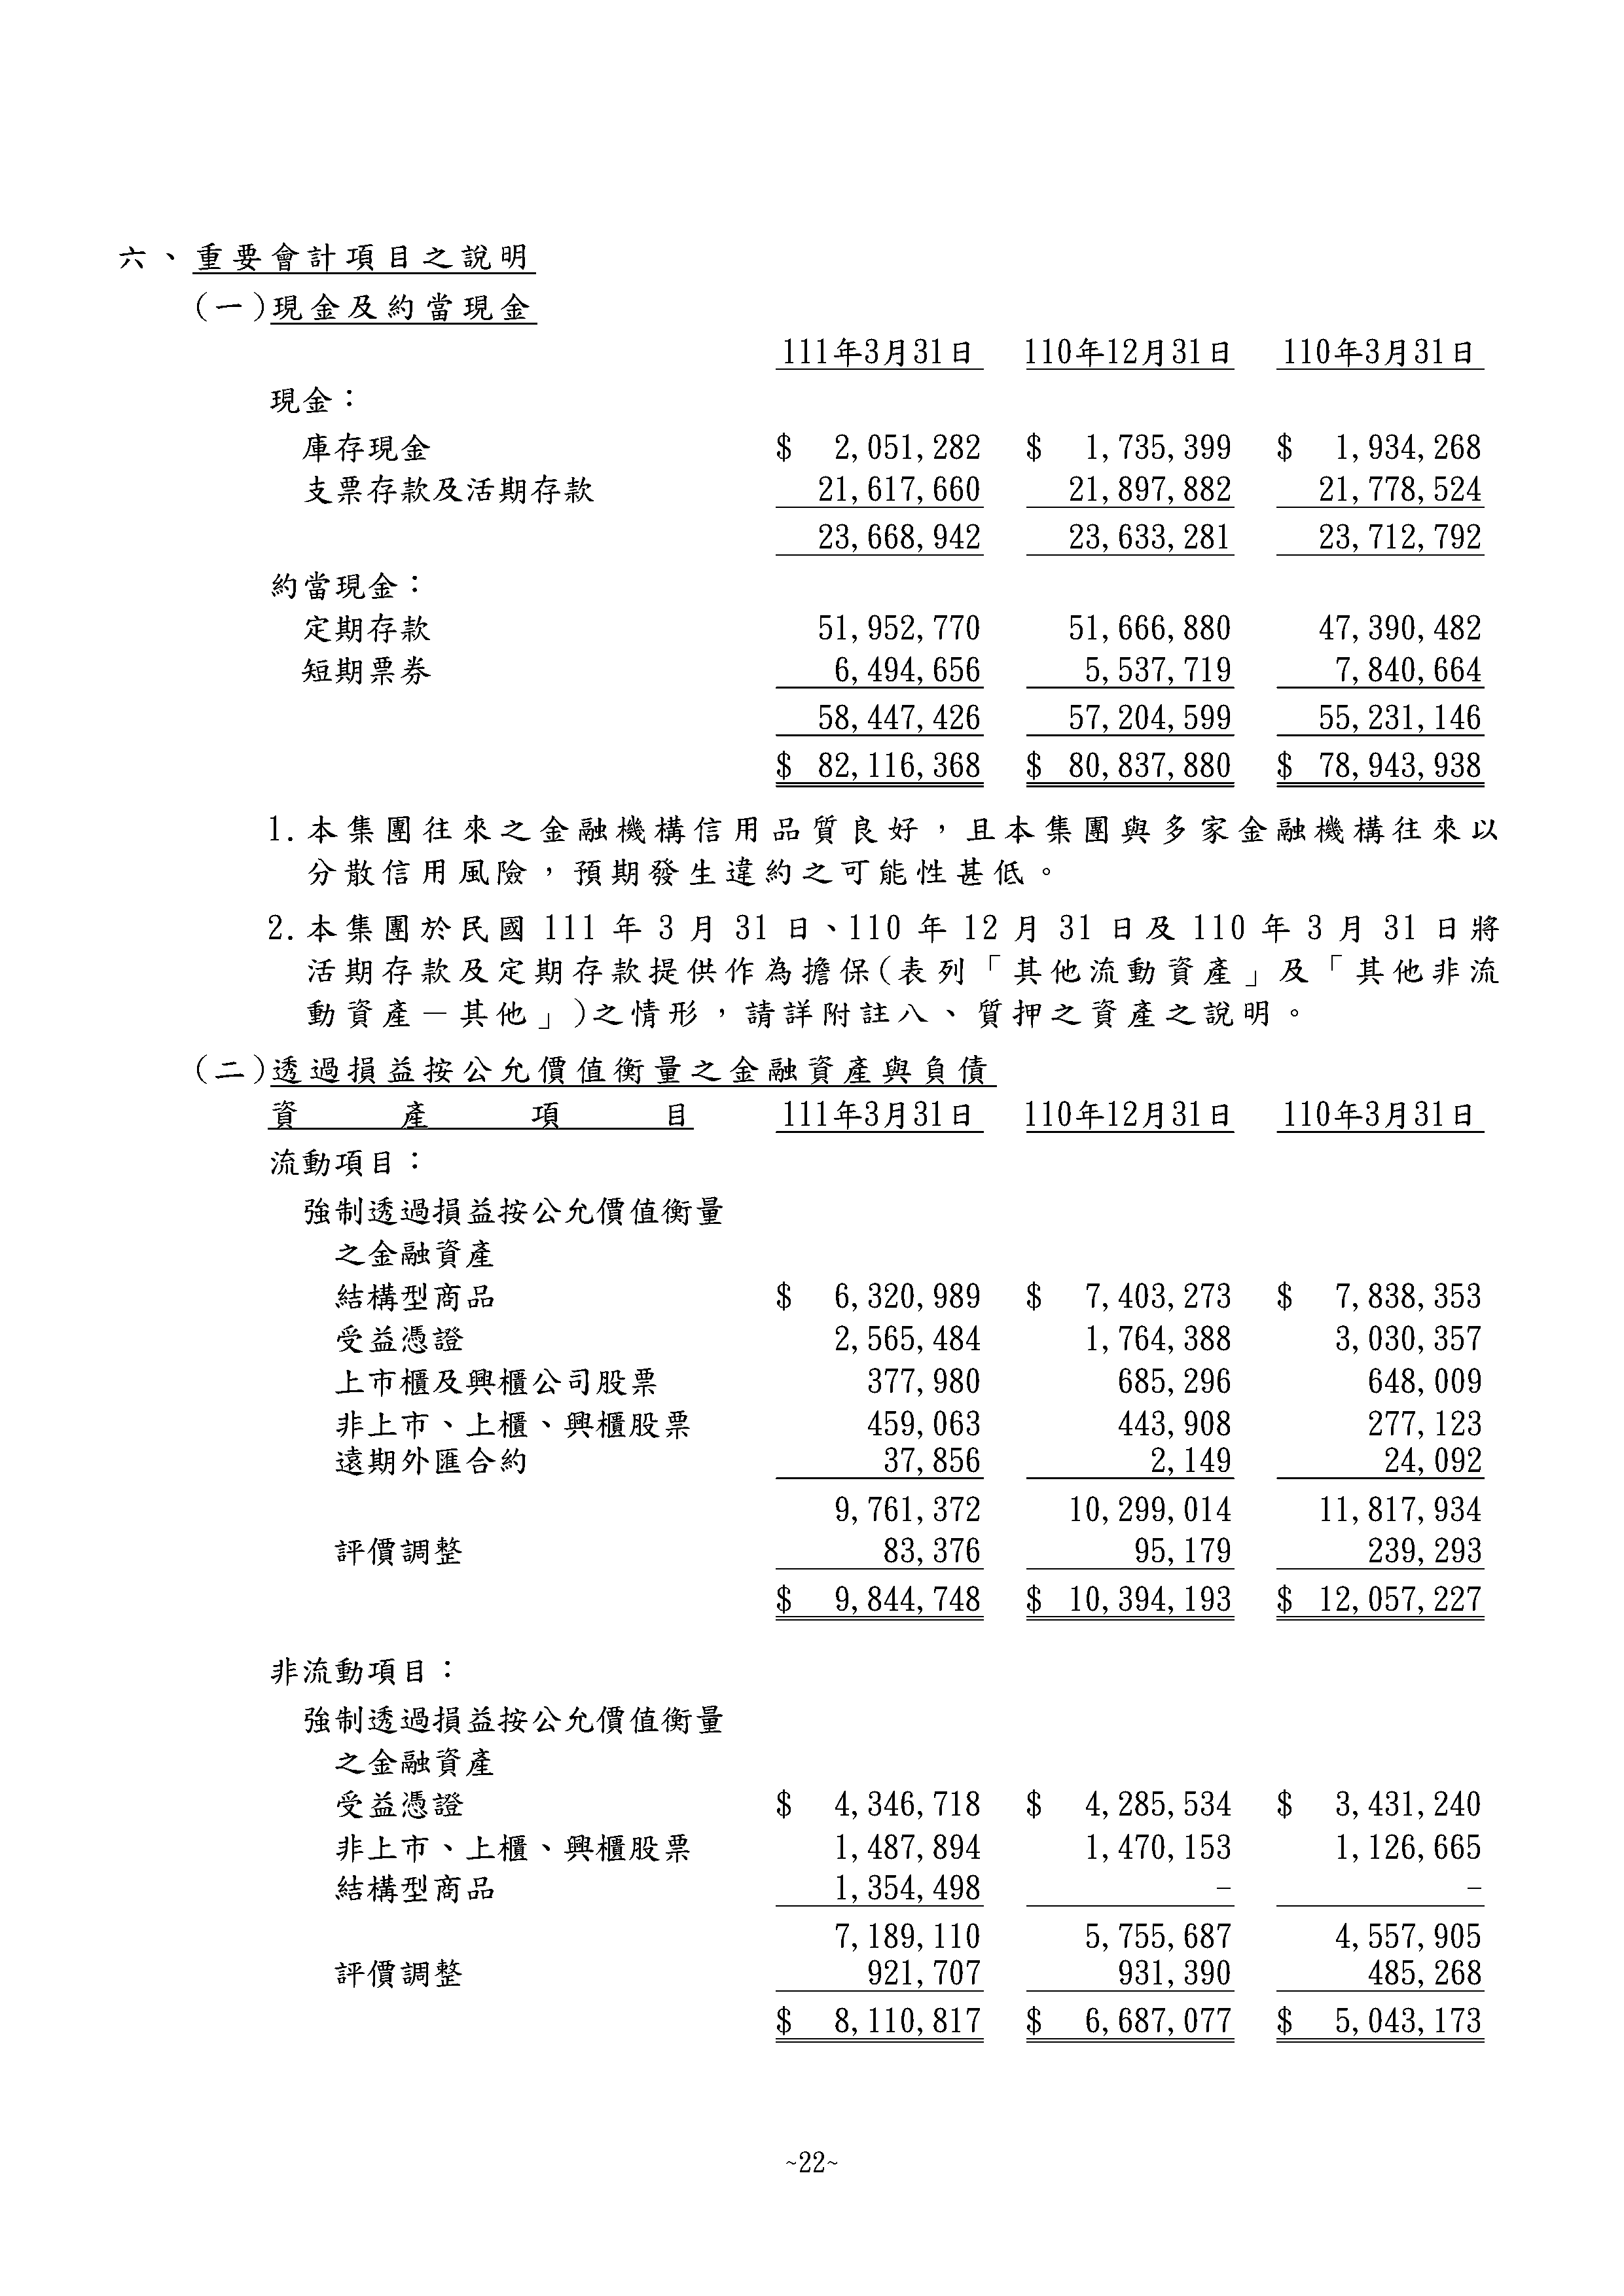 六、重要會計項目之說明
(一)現金及約當現金
111年3月31日 110年12月31日 110年3月31日
現金：
庫存現金 $ 2,051,282 $ 1,735,399 $ 1,934,268
支票存款及活期存款 21,617,660 21,897,882 21,778,524
23,668,942 23,633,281 23,712,792
約當現金：
定期存款 51,952,770 51,666,880 47,390,482
短期票券 6,494,656 5,537,719 7,840,664
58,447,426 57,204,599 55,231,146
$ 82,116,368 $ 80,837,880 $ 78,943,938
1.本集團往來之金融機構信用品質良好，且本集團與多家金融機構往來以
分散信用風險，預期發生違約之可能性甚低。
2.本集團於民國 111 年 3 月 31 日、110 年 12 月 31 日及 110 年 3 月 31 日將
活期存款及定期存款提供作為擔保(表列「其他流動資產」及「其他非流
動資產－其他」)之情形，請詳附註八、質押之資產之說明。
(二)透過損益按公允價值衡量之金融資產與負債
資產項目 111年3月31日 110年12月31日 110年3月31日
流動項目：
強制透過損益按公允價值衡量
之金融資產
結構型商品 $ 6,320,989 $ 7,403,273 $ 7,838,353
受益憑證 2,565,484 1,764,388 3,030,357
上市櫃及興櫃公司股票 377,980 685,296 648,009
非上市、上櫃、興櫃股票 459,063 443,908 277,123
遠期外匯合約 37,856 2,149 24,092
9,761,372 10,299,014 11,817,934
評價調整 83,376 95,179 239,293
$ 9,844,748 $ 10,394,193 $ 12,057,227
非流動項目：
強制透過損益按公允價值衡量
之金融資產
受益憑證 $ 4,346,718 $ 4,285,534 $ 3,431,240
非上市、上櫃、興櫃股票 1,487,894 1,470,153 1,126,665
結構型商品 1,354,498 - -
7,189,110 5,755,687 4,557,905
評價調整 921,707 931,390 485,268
$ 8,110,817 $ 6,687,077 $ 5,043,173
~22~